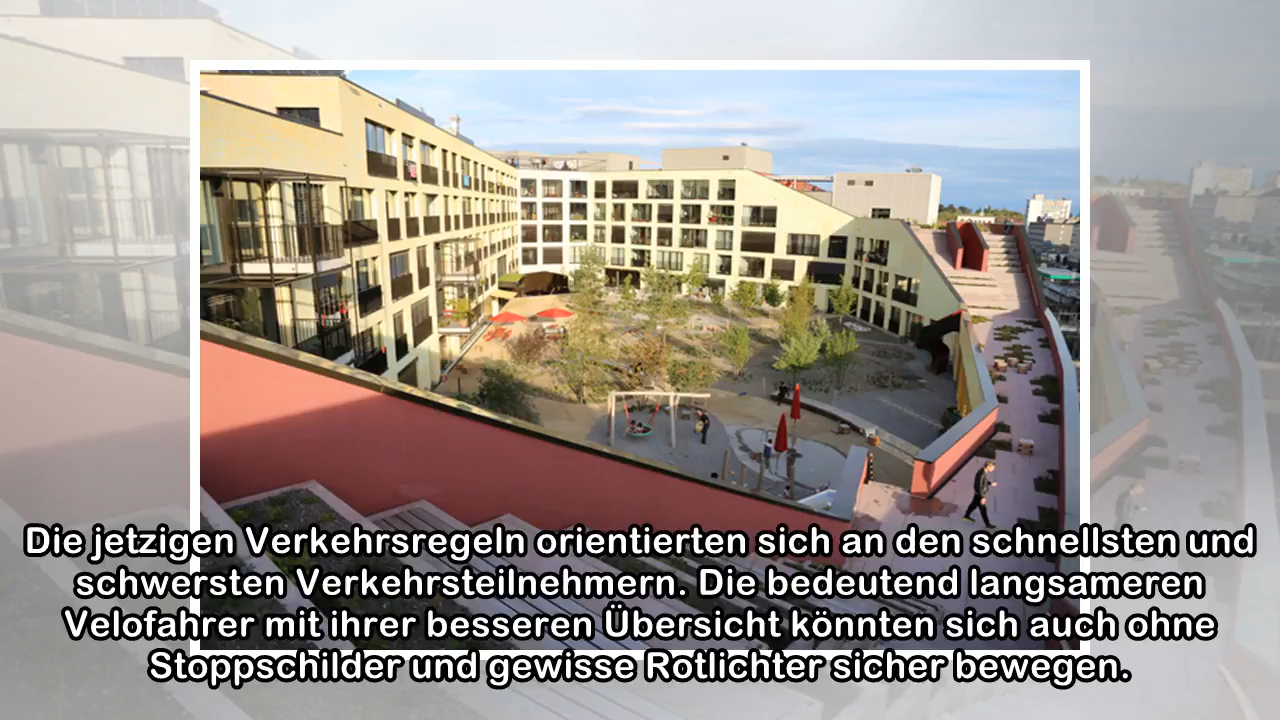 Die jetzigen Verkehrsregeln orientierten sich an den schnellsten und
schwersten Verkehrsteilnehmern. Die bedeutend langsameren
Velofahrer mit ihrer besseren Übersicht könnten sich auch ohne
Stoppschilder und gewisse Rotlichter sicher bewegen.